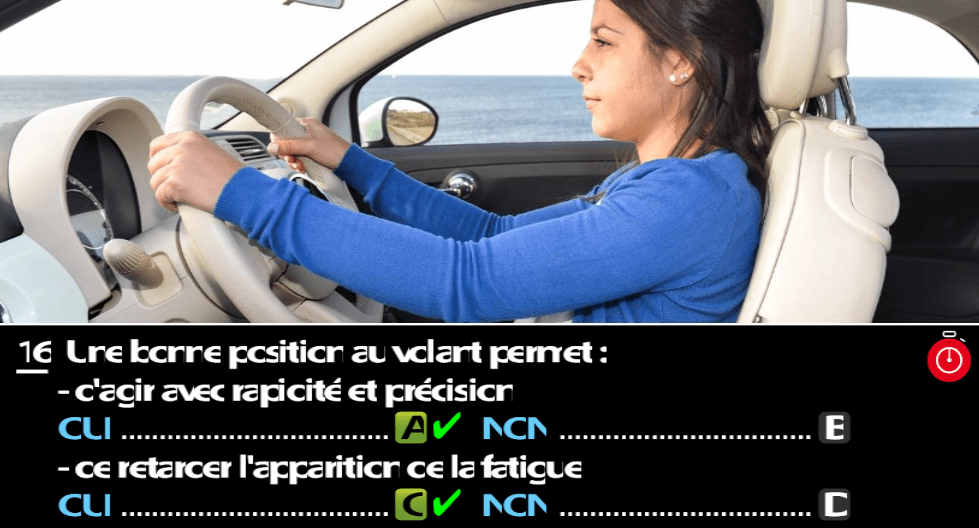 16 Une bonne position au volant permet :
- d'agir avec rapidité et précision
OUI ................................... A ✔ NON ................................. B
- de retarder l'apparition de la fatigue
OUI ................................... C ✔ NON ................................. D